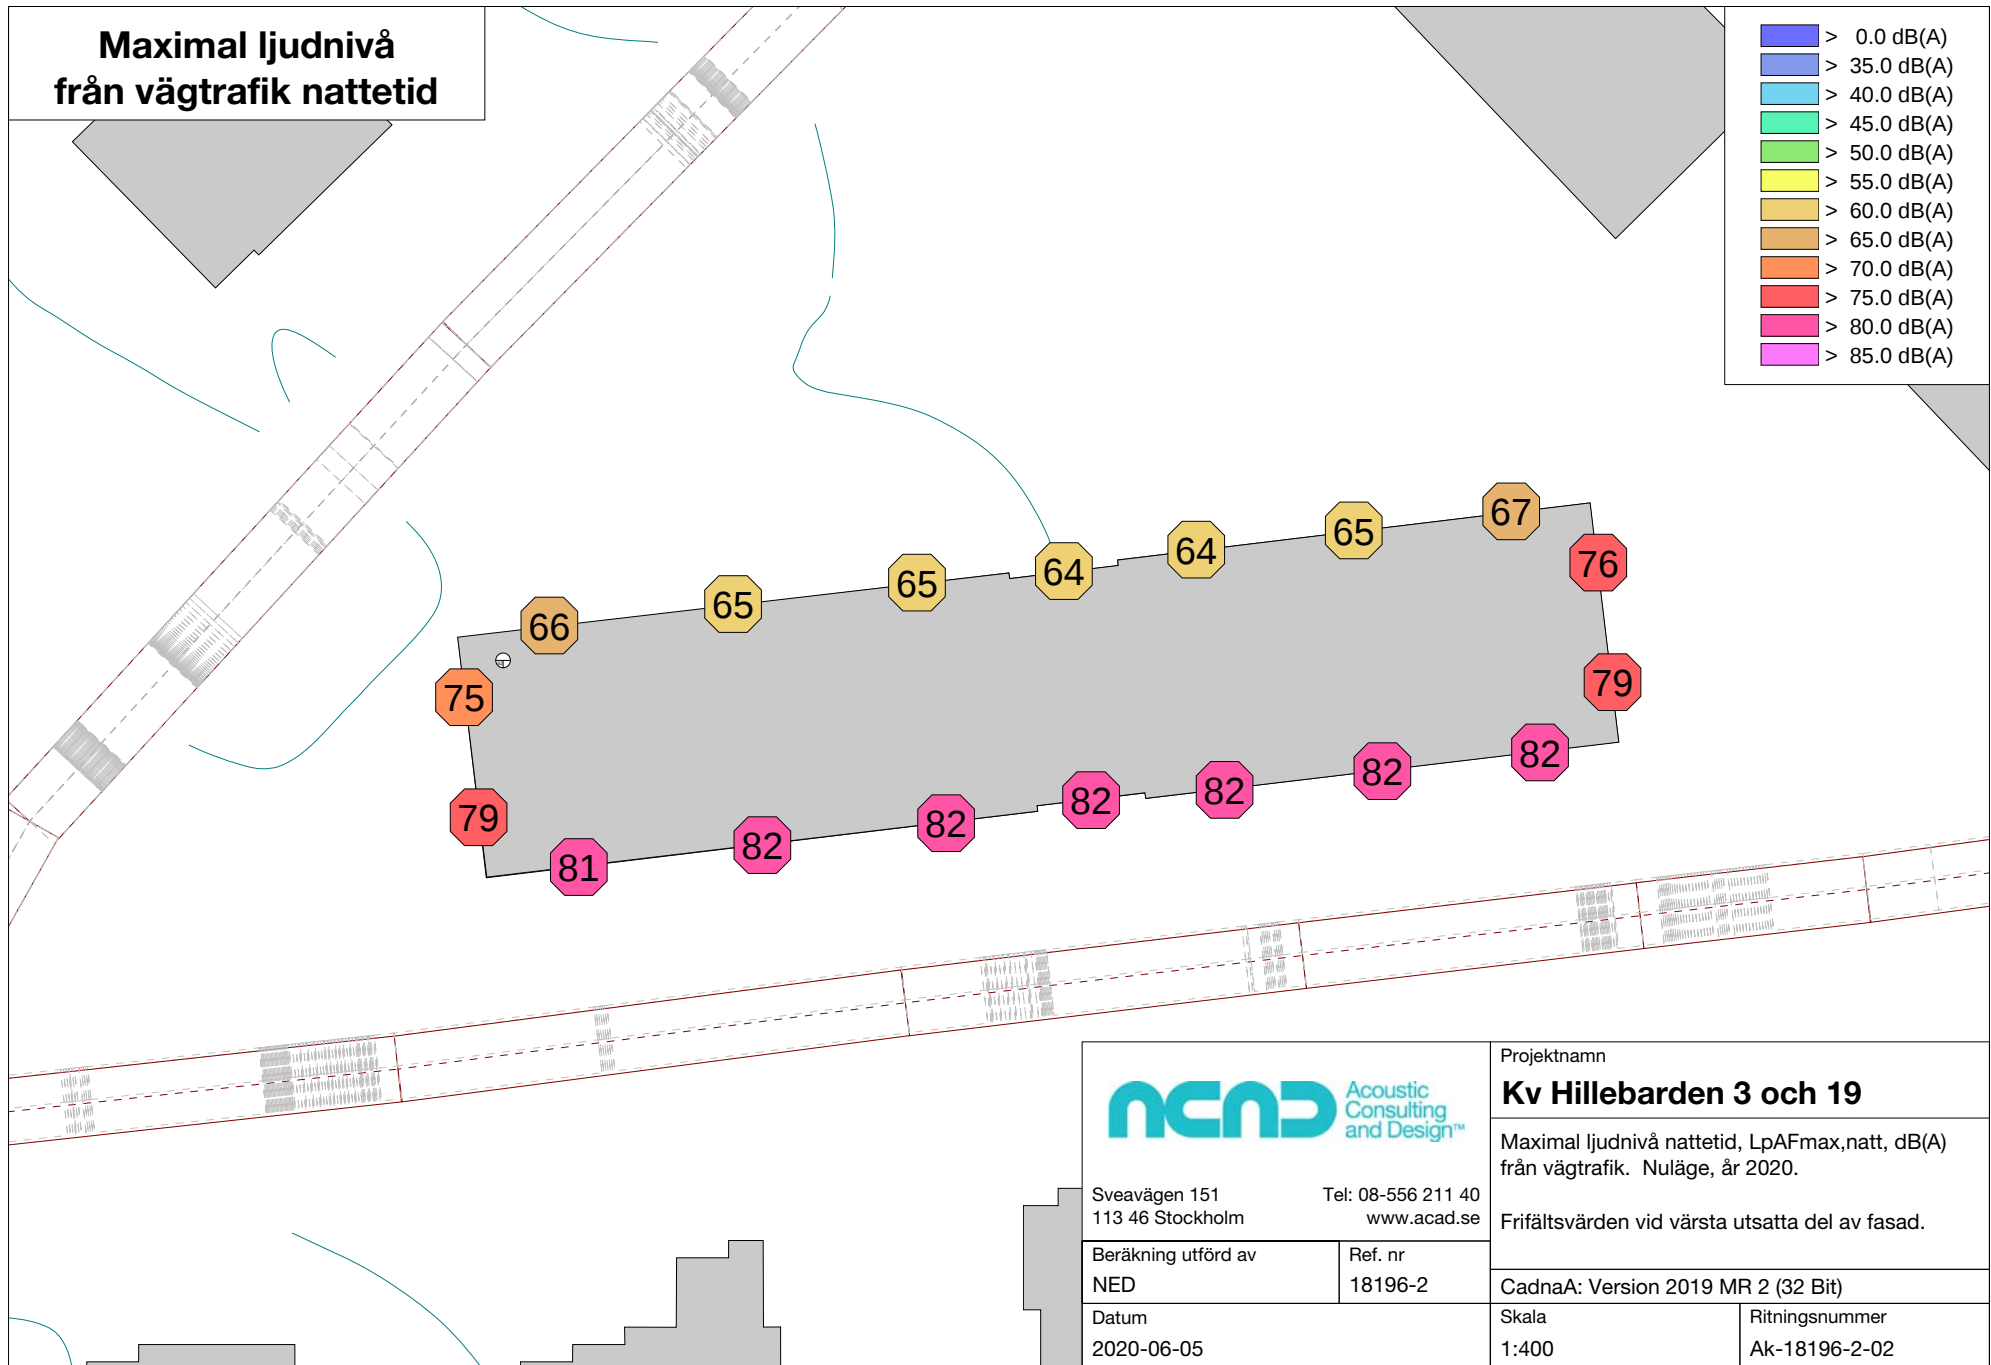 Maximal ljudnivå
från vägtrafik nattetid
> 0.0 dB(A)
> 35.0 dB(A)
> 40.0 dB(A)
> 45.0 dB(A)
> 50.0 dB(A)
> 55.0 dB(A)
> 60.0 dB(A)
> 65.0 dB(A)
> 70.0 dB(A)
> 75.0 dB(A)
> 80.0 dB(A)
> 85.0 dB(A)
66
65
65
64
64
65
67
76
75
79
79
81
82
82
82
82
82
82
acad
Acoustic
Consulting
and Design™
Sveavägen 151
113 46 Stockholm
Tel: 08-556 211 40
www.acad.se
Beräkning utförd av
NED
Ref. nr
18196-2
Datum
2020-06-05
Projektnamn
Kv Hillebarden 3 och 19
Maximal ljudnivå nattetid, LpAFmax,natt, dB(A)
från vägtrafik. Nuläge, år 2020.
Frifältsvärden vid värsta utsatta del av fasad.
CadnaA: Version 2019 MR 2 (32 Bit)
Skala
1:400
Ritningsnummer
Ak-18196-2-02